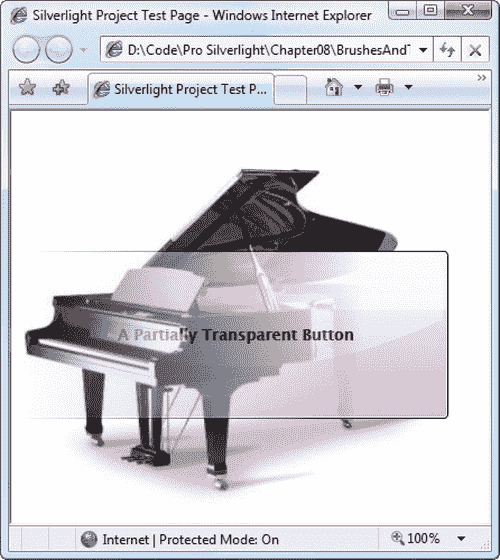 Silverlight Project Test Page - Windows Internet Explorer
D:\Code\Pro Silverlight\Chapter08\BrushesAndT
Silverlight Project Test P...
A Partially Transparent Button
Internet | Protected Mode: On
100%